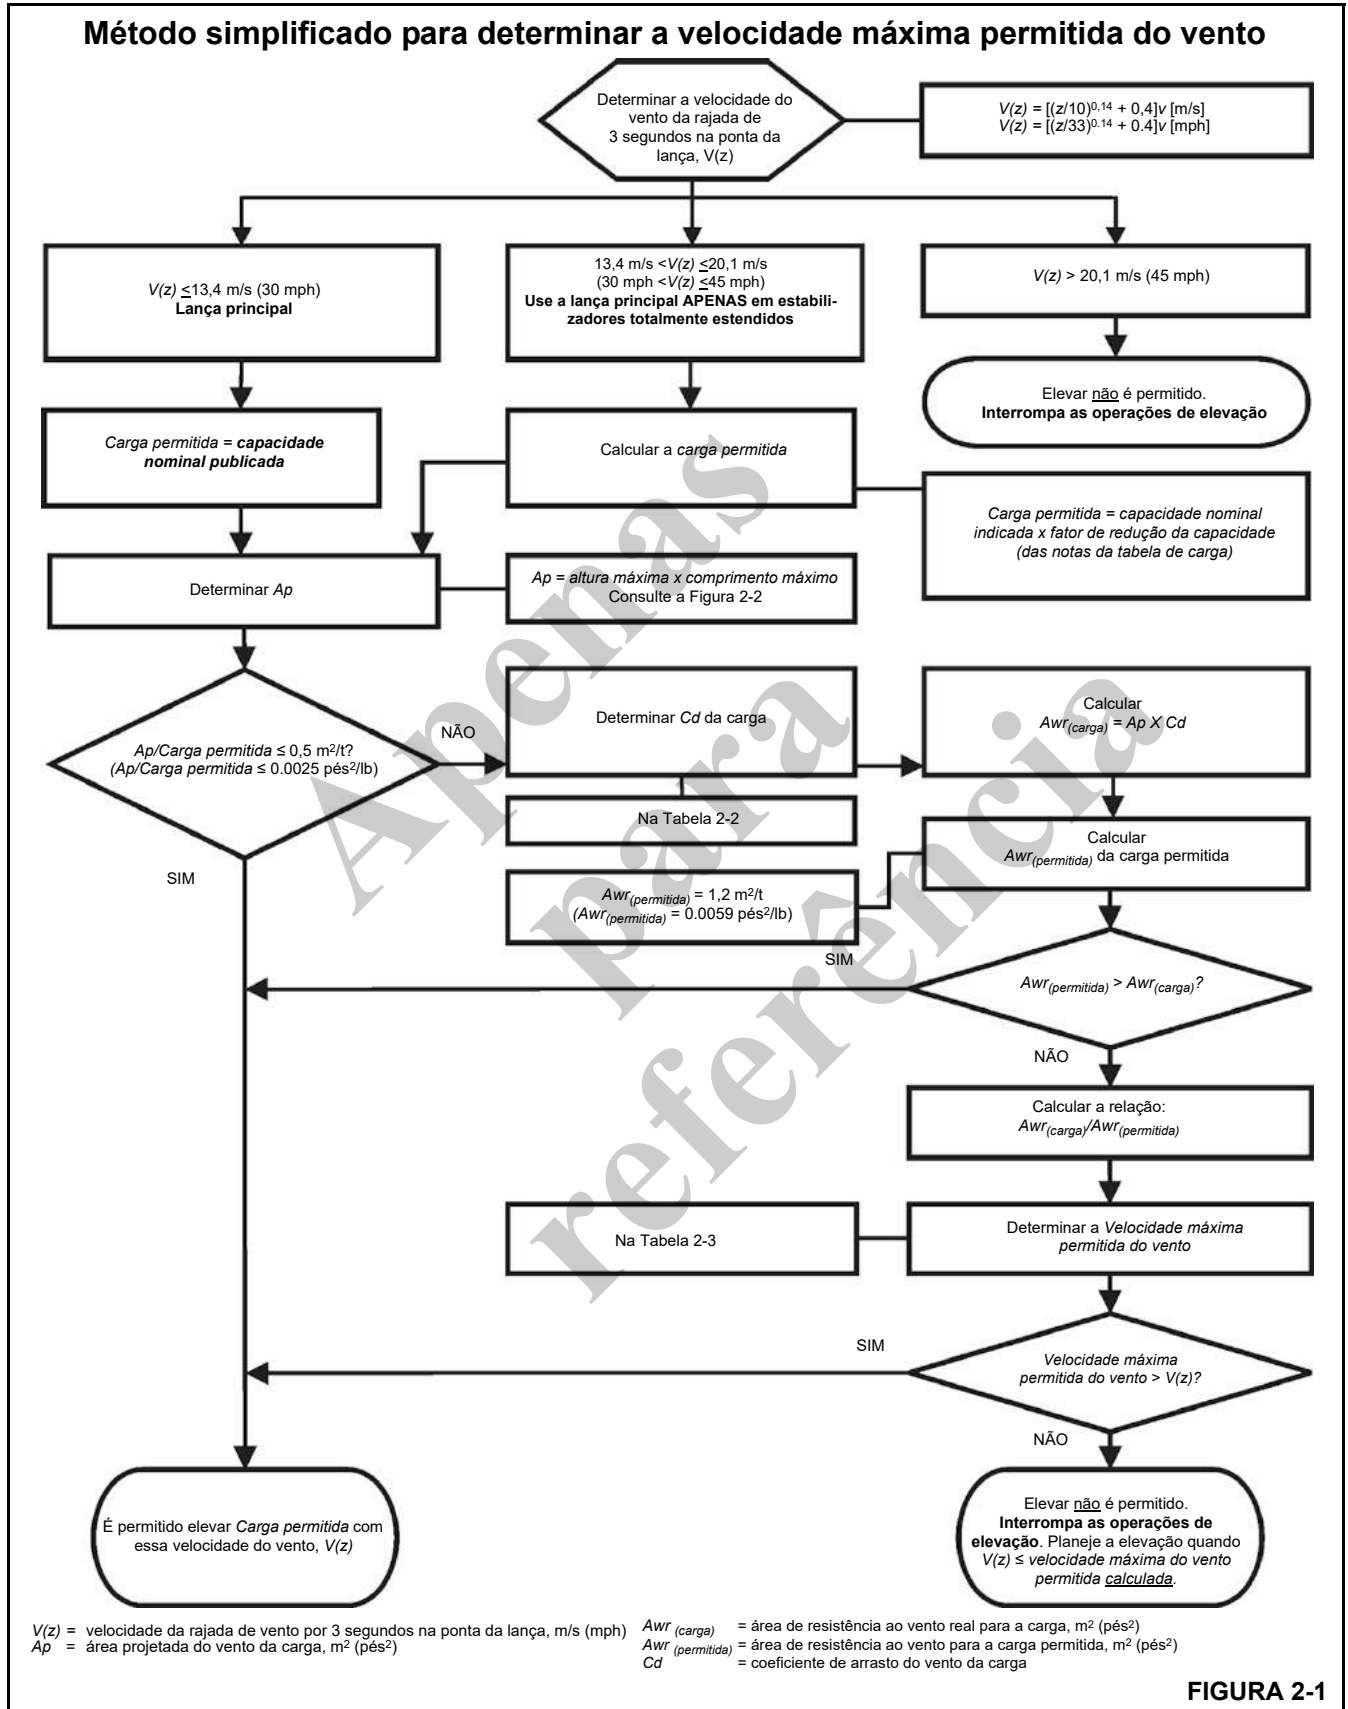 Método simplificado para determinar a velocidade máxima permitida do vento
Determinar a velocidade do
vento da rajada de
3 segundos na ponta da
lança, V(z)
V(z) = [(z/10)^0,14 + 0,4]v [m/s]
V(z) = [(z/33)^0.14 + 0.4]v [mph]
V(z) ≤13,4 m/s (30 mph)
Lança principal
13,4 m/s <V(z) ≤20,1 m/s
(30 mph <V(z) ≤45 mph)
Use a lança principal APENAS em estabili-
zadores totalmente estendidos
V(z) > 20,1 m/s (45 mph)
Elevar não é permitido.
Interrompa as operações de elevação
Carga permitida = capacidade
nominal publicada
Calcular a carga permitida
Carga permitida = capacidade nominal
indicada x fator de redução da capacidade
(das notas da tabela de carga)
Determinar Ap
Ap = altura máxima x comprimento máximo
Consulte a Figura 2-2
Ap/Carga permitida ≤ 0,5 m²/t?
(Ap/Carga permitida ≤ 0.0025 pés²/lb)
NÃO
SIM
Determinar Cd da carga
Na Tabela 2-2
Calcular
Awr(carga) = Ap X Cd
Calcular
Awr(permitida) da carga permitida
Awr(permitida) = 1,2 m²/t
(Awr(permitida) = 0.0059 pés²/lb)
SIM
Awr(permitida) > Awr(carga)?
NÃO
Calcular a relação:
Awr(carga)/Awr(permitida)
Na Tabela 2-3
Determinar a Velocidade máxima
permitida do vento
SIM
Velocidade máxima
permitida do vento > V(z)?
NÃO
É permitido elevar Carga permitida com
essa velocidade do vento, V(z)
Elevar não é permitido.
Interrompa as operações de
elevação. Planeje a elevação quando
V(z) ≤ velocidade máxima do vento
permitida calculada.
V(z) = velocidade da rajada de vento por 3 segundos na ponta da lança, m/s (mph)
Ap = área projetada do vento da carga, m² (pés²)
Awr (carga) = área de resistência ao vento real para a carga, m² (pés²)
Awr (permitida) = área de resistência ao vento para a carga permitida, m² (pés²)
Cd = coeficiente de arrasto do vento da carga
FIGURA 2-1
Apenas
para
referência